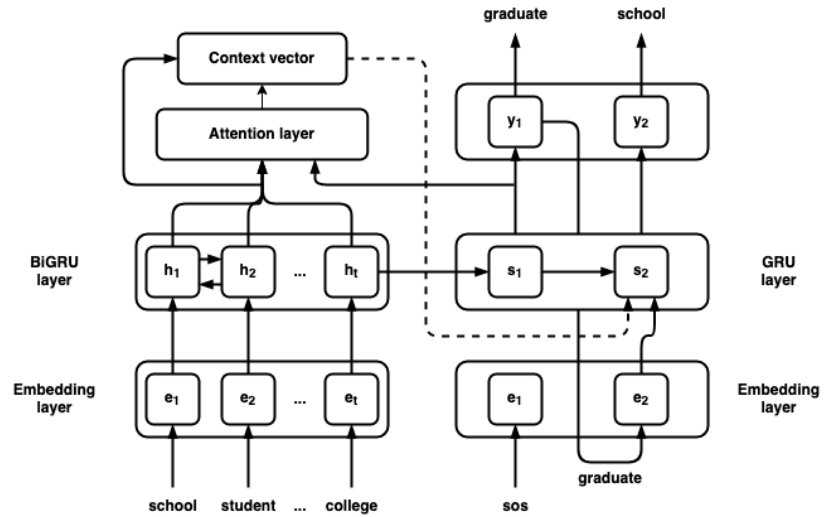 graduate school
Context vector
Attention layer
y1 y2
BiGRU
layer
h1 h2 ... ht
s1 s2
GRU
layer
Embedding
layer
e1 e2 ... et
e1 e2
Embedding
layer
graduate
school student ... college
sos